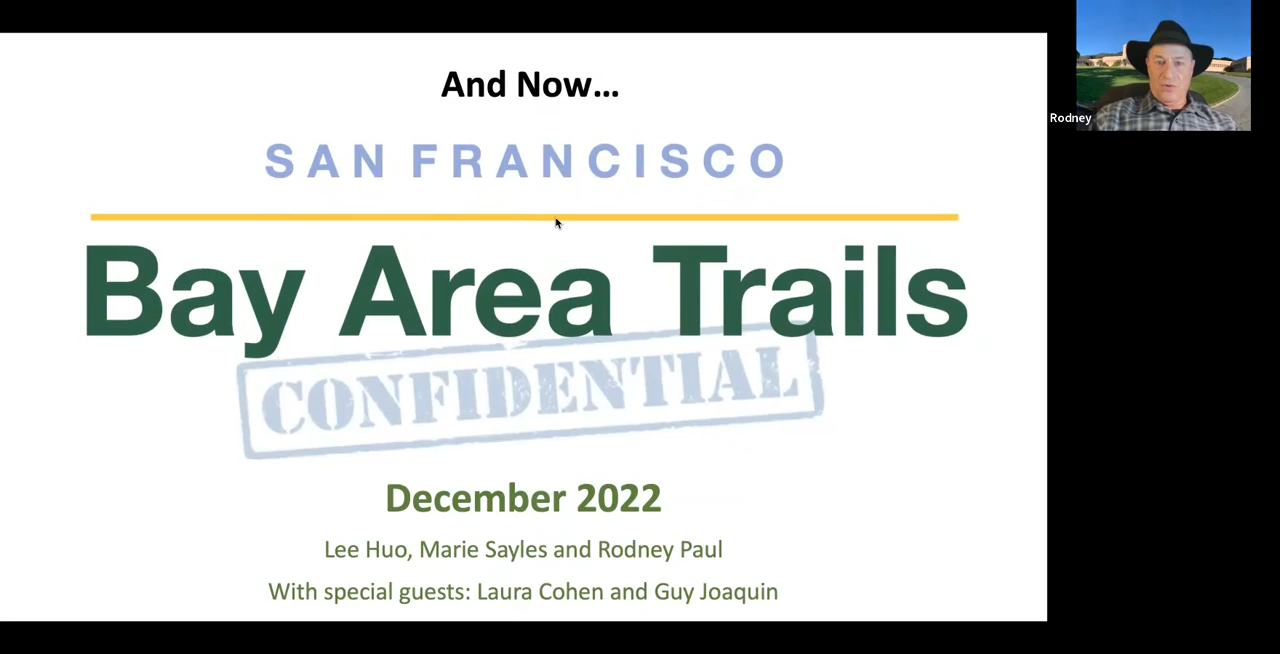 And Now...
SAN FRANCISCO
Bay Area Trails
CONFIDENTIAL
December 2022
Lee Huo, Marie Sayles and Rodney Paul
With special guests: Laura Cohen and Guy Joaquin
Rodney